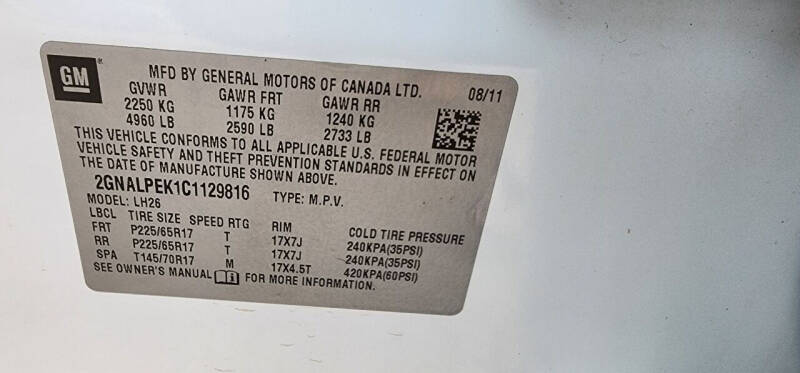 GM MFD BY GENERAL MOTORS OF CANADA LTD. 08/11
GVWR GAWR FRT GAWR RR
2250 KG 1175 KG 1240 KG
4960 LB 2590 LB 2733 LB
THIS VEHICLE CONFORMS TO ALL APPLICABLE U.S. FEDERAL MOTOR
VEHICLE SAFETY AND THEFT PREVENTION STANDARDS IN EFFECT ON
THE DATE OF MANUFACTURE SHOWN ABOVE.
2GNALPEK1C1129816 TYPE: M.P.V.
MODEL: LH26
LBCL TIRE SIZE SPEED RTG RIM COLD TIRE PRESSURE
FRT P225/65R17 T 17X7J 240KPA(35PSI)
RR P225/65R17 T 17X7J 240KPA(35PSI)
SPA T145/70R17 M 17X4.5T 420KPA(60PSI)
SEE OWNER'S MANUAL FOR MORE INFORMATION.